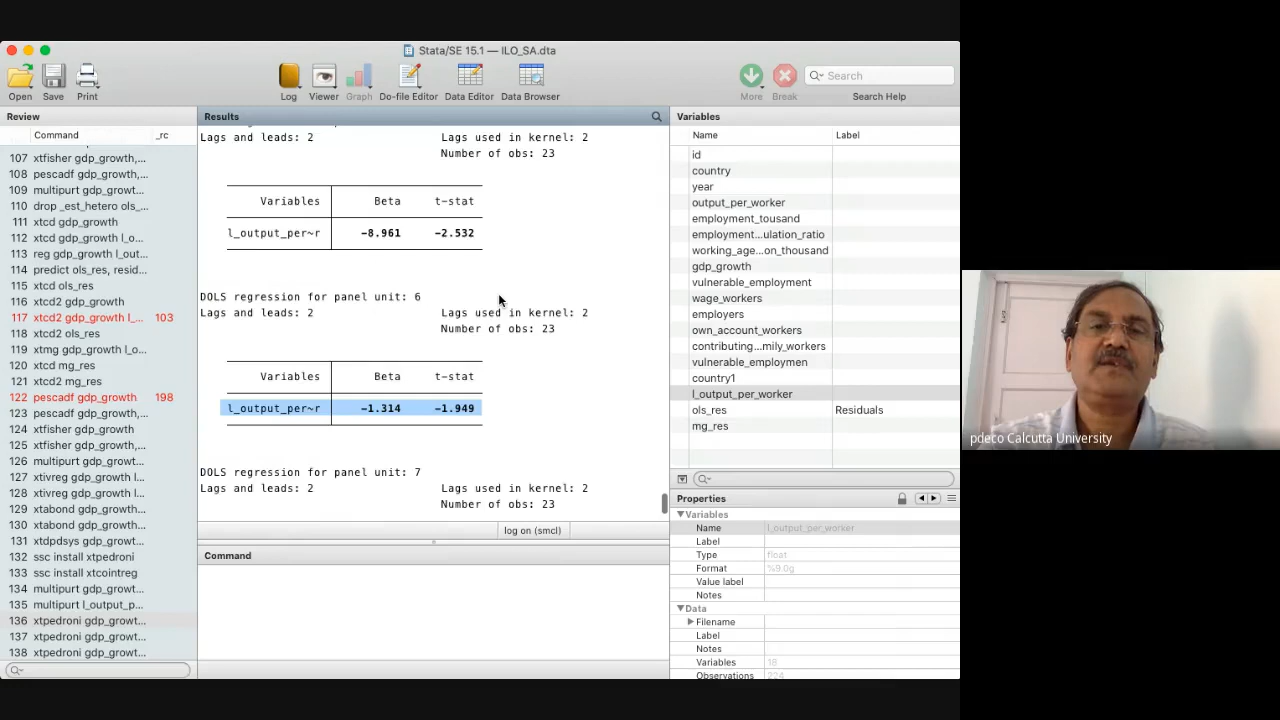 Stata/SE 15.1 — ILO_SA.dta
Open
Save
Print
Log
Viewer
Graph
Do-file Editor
Data Editor
Data Browser
More
Break
Search
Search Help
Review
Command _rc
107 xtfisher gdp_growth,...
108 pescadf gdp_growth,...
109 multipurt gdp_growt...
110 drop _est_hetero ols_...
111 xtcd gdp_growth
112 xtcd gdp_growth l_o...
113 reg gdp_growth l_out...
114 predict ols_res, resid...
115 xtcd ols_res
116 xtcd2 gdp_growth
117 xtcd2 gdp_growth l_... 103
118 xtcd2 ols_res
119 xtmg gdp_growth l_o...
120 xtcd mg_res
121 xtcd2 mg_res
122 pescadf gdp_growth 198
123 pescadf gdp_growth,...
124 xtfisher gdp_growth
125 xtfisher gdp_growth,...
126 multipurt gdp_growt...
127 xtivreg gdp_growth l...
128 xtivreg gdp_growth l...
129 xtabond gdp_growth...
130 xtabond gdp_growth...
131 xtdpdsys gdp_growt...
132 ssc install xtpedroni
133 ssc install xtcointreg
134 multipurt gdp_growt...
135 multipurt l_output_p...
136 xtpedroni gdp_growt...
137 xtpedroni gdp_growt...
138 xtpedroni gdp_growt...
Results
Lags and leads: 2 Lags used in kernel: 2
Number of obs: 23
Variables Beta t-stat
l_output_per~r -8.961 -2.532
DOLS regression for panel unit: 6
Lags and leads: 2 Lags used in kernel: 2
Number of obs: 23
Variables Beta t-stat
l_output_per~r -1.314 -1.949
DOLS regression for panel unit: 7
Lags and leads: 2 Lags used in kernel: 2
Number of obs: 23
log on (smcl)
Command
Variables
Name Label
id
country
year
output_per_worker
employment_tousand
employment...ulation_ratio
working_age...on_thousand
gdp_growth
vulnerable_employment
wage_workers
employers
own_account_workers
contributing...mily_workers
vulnerable_employmen
country1
l_output_per_worker
ols_res Residuals
mg_res
Properties
Variables
Name l_output_per_worker
Label
Type float
Format %9.0g
Value label
Notes
Data
Filename
Label
Notes
Variables 18
Observations 224
pdeco Calcutta University